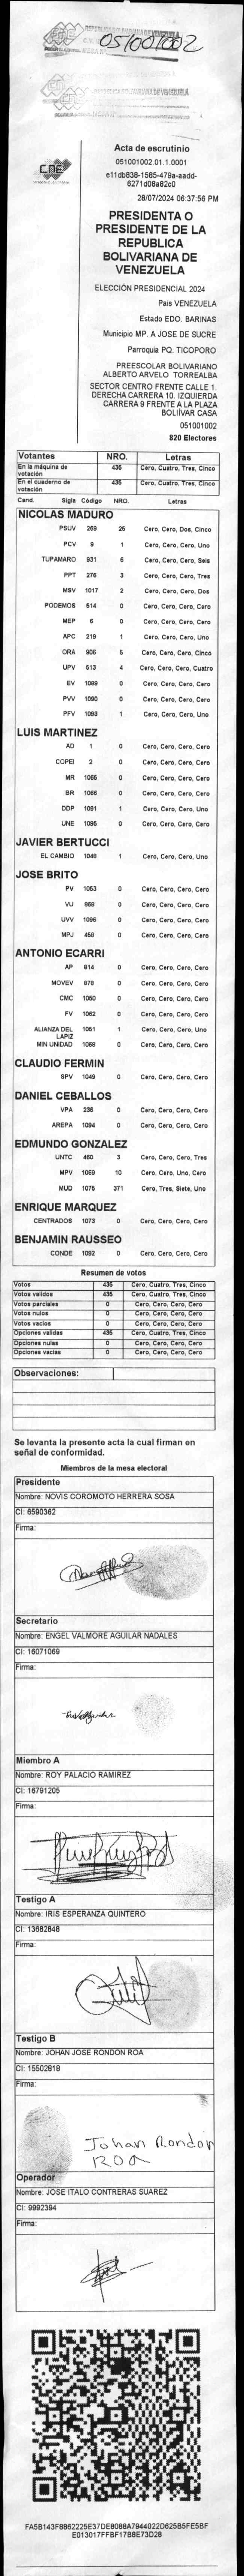 05/001/002
CNE
Acta de escrutinio
051001002.01.1.0001
e11db838-1585-479a-aadd-
6271d08a82c0
28/07/2024 06:37:56 PM
PRESIDENTA O
PRESIDENTE DE LA
REPUBLICA
BOLIVARIANA DE
VENEZUELA
ELECCIÓN PRESIDENCIAL 2024
Pais VENEZUELA
Estado EDO. BARINAS
Municipio MP. A JOSE DE SUCRE
Parroquia PQ. TICOPORO
PREESCOLAR BOLIVARIANO
ALBERTO ARVELO TORREALBA
SECTOR CENTRO FRENTE CALLE 1.
DERECHA CARRERA 10. IZQUIERDA
CARRERA 9 FRENTE A LA PLAZA
BOLIVAR CASA
051001002
820 Electores
Votantes NRO. Letras
En la máquina de votación 435 Cero, Cuatro, Tres, Cinco
En el cuaderno de votación 435 Cero, Cuatro, Tres, Cinco
Cand. Sigla Código NRO. Letras
NICOLAS MADURO
PSUV 269 25 Cero, Cero, Dos, Cinco
PCV 9 1 Cero, Cero, Cero, Uno
TUPAMARO 931 6 Cero, Cero, Cero, Seis
PPT 276 3 Cero, Cero, Cero, Tres
MSV 1017 2 Cero, Cero, Cero, Dos
PODEMOS 514 0 Cero, Cero, Cero, Cero
MEP 6 0 Cero, Cero, Cero, Cero
APC 219 1 Cero, Cero, Cero, Uno
ORA 906 5 Cero, Cero, Cero, Cinco
UPV 513 4 Cero, Cero, Cero, Cuatro
EV 1089 0 Cero, Cero, Cero, Cero
PVV 1090 0 Cero, Cero, Cero, Cero
PFV 1093 1 Cero, Cero, Cero, Uno
LUIS MARTINEZ
AD 1 0 Cero, Cero, Cero, Cero
COPEI 2 0 Cero, Cero, Cero, Cero
MR 1065 0 Cero, Cero, Cero, Cero
BR 1066 0 Cero, Cero, Cero, Cero
DDP 1091 1 Cero, Cero, Cero, Uno
UNE 1095 0 Cero, Cero, Cero, Cero
JAVIER BERTUCCI
EL CAMBIO 1048 1 Cero, Cero, Cero, Uno
JOSE BRITO
PV 1053 0 Cero, Cero, Cero, Cero
VU 868 0 Cero, Cero, Cero, Cero
UVV 1096 0 Cero, Cero, Cero, Cero
MPJ 458 0 Cero, Cero, Cero, Cero
ANTONIO ECARRI
AP 814 0 Cero, Cero, Cero, Cero
MOVEV 978 0 Cero, Cero, Cero, Cero
CMC 1050 0 Cero, Cero, Cero, Cero
FV 1062 0 Cero, Cero, Cero, Cero
ALIANZA DEL LAPIZ 1051 1 Cero, Cero, Cero, Uno
MIN UNIDAD 1068 0 Cero, Cero, Cero, Cero
CLAUDIO FERMIN
SPV 1049 0 Cero, Cero, Cero, Cero
DANIEL CEBALLOS
VPA 236 0 Cero, Cero, Cero, Cero
AREPA 1094 0 Cero, Cero, Cero, Cero
EDMUNDO GONZALEZ
UNTC 460 3 Cero, Cero, Cero, Tres
MPV 1069 10 Cero, Cero, Uno, Cero
MUD 1075 371 Cero, Tres, Siete, Uno
ENRIQUE MARQUEZ
CENTRADOS 1073 0 Cero, Cero, Cero, Cero
BENJAMIN RAUSSEO
CONDE 1092 0 Cero, Cero, Cero, Cero
Resumen de votos
Votos 435 Cero, Cuatro, Tres, Cinco
Votos validos 435 Cero, Cuatro, Tres, Cinco
Votos parciales 0 Cero, Cero, Cero, Cero
Votos nulos 0 Cero, Cero, Cero, Cero
Votos vacios 0 Cero, Cero, Cero, Cero
Opciones validas 435 Cero, Cuatro, Tres, Cinco
Opciones nulas 0 Cero, Cero, Cero, Cero
Opciones vacias 0 Cero, Cero, Cero, Cero
Observaciones:
Se levanta la presente acta la cual firman en
señal de conformidad.
Miembros de la mesa electoral
Presidente
Nombre: NOVIS COROMOTO HERRERA SOSA
CI: 6590362
Firma:
Secretario
Nombre: ENGEL VALMORE AGUILAR NADALES
CI: 16071069
Firma:
Miembro A
Nombre: ROY PALACIO RAMIREZ
CI: 16791205
Firma:
Testigo A
Nombre: IRIS ESPERANZA QUINTERO
CI: 13682848
Firma:
Testigo B
Nombre: JOHAN JOSE RONDON ROA
CI: 15502818
Firma:
Johan Rondon
ROA
Operador
Nombre: JOSE ITALO CONTRERAS SUAREZ
CI: 9992394
Firma:
FA5B143F8862225E37DE8088A7944022D625B5FE5BF
E013017FFBF17B8E73D28